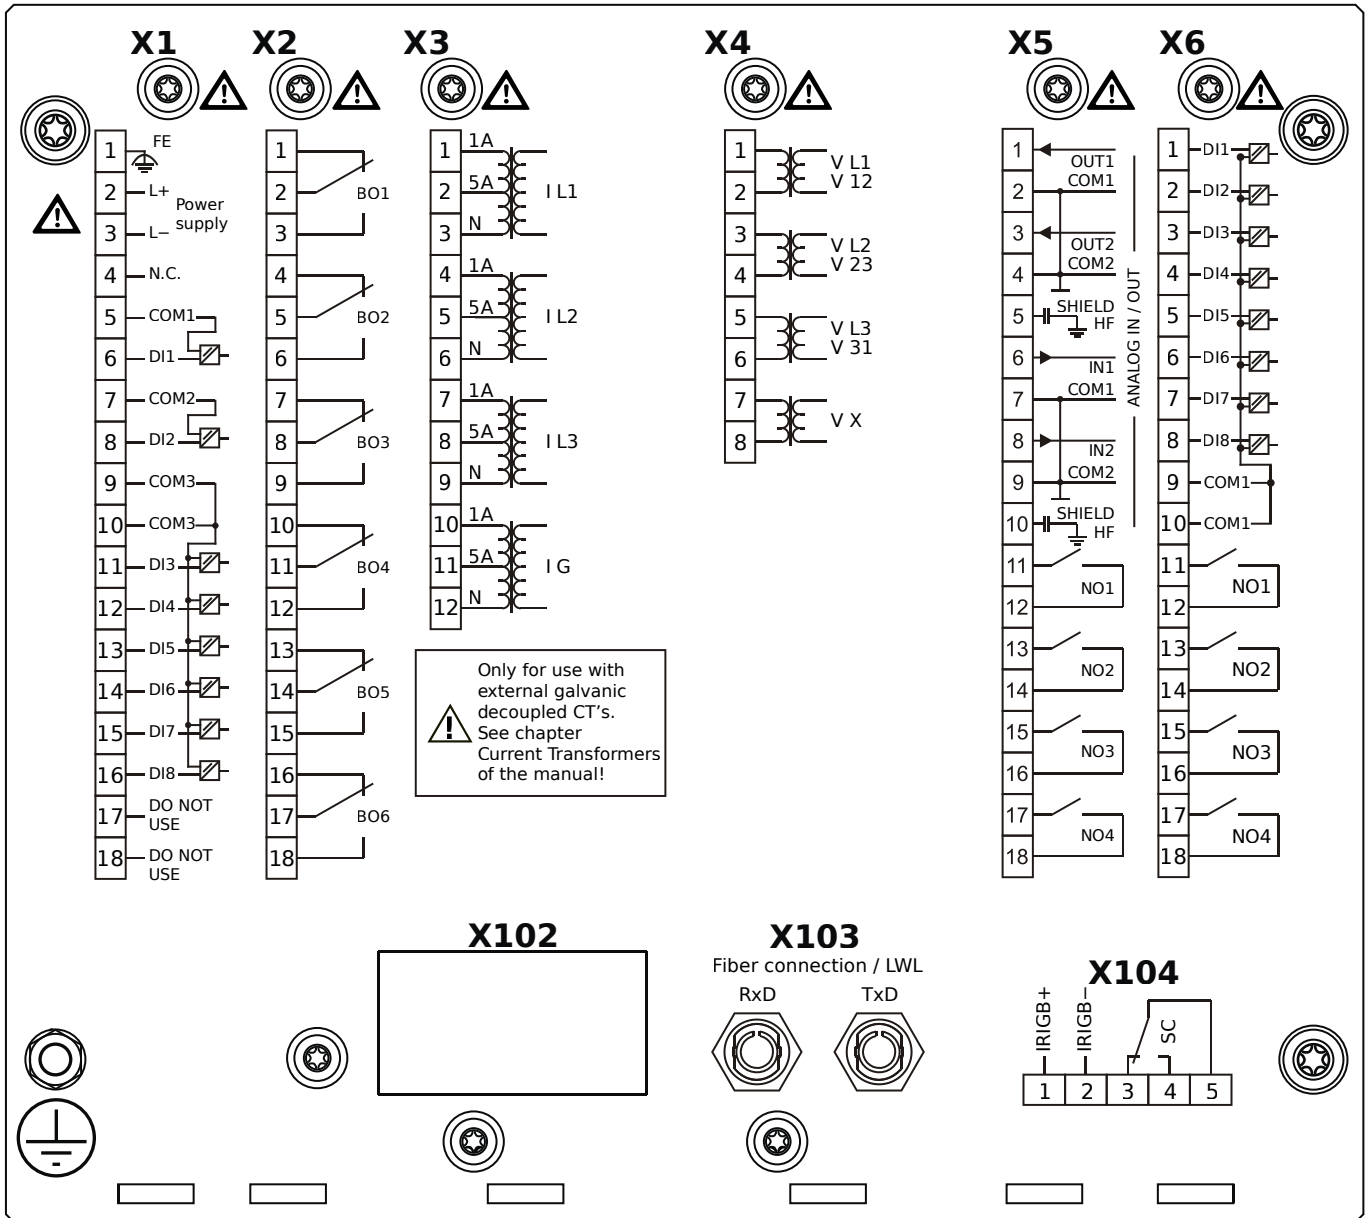 X1
X2
X3
X4
X5
X6
1 FE
2 L+
Power
supply
3 L−
4 N.C.
5 COM1
6 DI1
7 COM2
8 DI2
9 COM3
10 COM3
11 DI3
12 DI4
13 DI5
14 DI6
15 DI7
16 DI8
17 DO NOT
USE
18 DO NOT
USE
1
2 BO1
3
4
5 BO2
6
7
8 BO3
9
10
11 BO4
12
13
14 BO5
15
16
17 BO6
18
1 1A
2 5A I L1
3 N
4 1A
5 5A I L2
6 N
7 1A
8 5A I L3
9 N
10 1A
11 5A I G
12 N
Only for use with
external galvanic
decoupled CT's.
See chapter
Current Transformers
of the manual!
1 V L1
2 V 12
3 V L2
4 V 23
5 V L3
6 V 31
7 V X
8
1 OUT1
2 COM1
3 OUT2
4 COM2
5 SHIELD
HF
6 IN1
7 COM1
8 IN2
9 COM2
10 SHIELD
HF
ANALOG IN / OUT
11
NO1
12
13
NO2
14
15
NO3
16
17
NO4
18
1 DI1
2 DI2
3 DI3
4 DI4
5 DI5
6 DI6
7 DI7
8 DI8
9 COM1
10 COM1
11
NO1
12
13
NO2
14
15
NO3
16
17
NO4
18
X102
X103
Fiber connection / LWL
RxD TxD
X104
IRIGB+
IRIGB−
SC
1 2 3 4 5